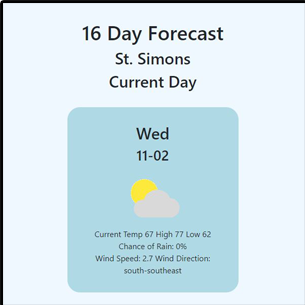 16 Day Forecast
St. Simons
Current Day
Wed
11-02
Current Temp 67 High 77 Low 62
Chance of Rain: 0%
Wind Speed: 2.7 Wind Direction:
south-southeast